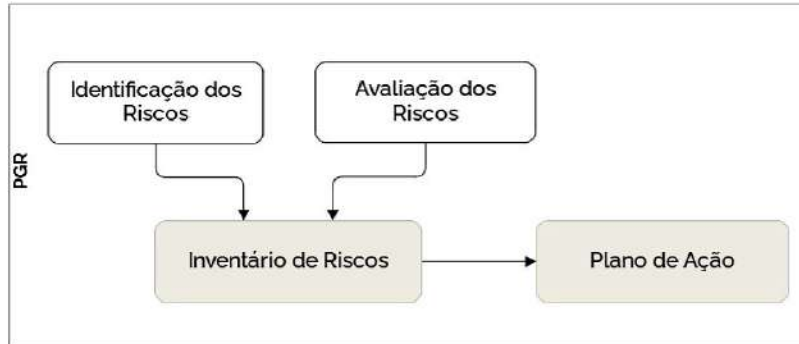 PGR
Identificação dos
Riscos
Avaliação dos
Riscos
Inventário de Riscos
Plano de Ação